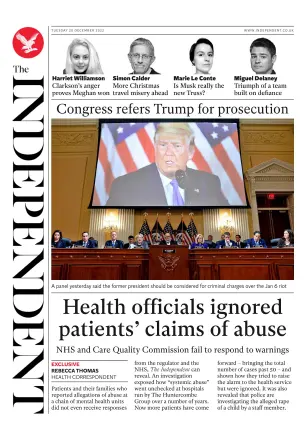 TUESDAY 20 DECEMBER 2022
WWW.INDEPENDENT.CO.UK
The
INDEPENDENT
Harriet Williamson
Clarkson's anger
proves Meghan won
Simon Calder
More Christmas
travel misery ahead
Marie Le Conte
Is Musk really the
new Truss?
Miguel Delaney
Triumph of a team
built on defiance
Congress refers Trump for prosecution
A panel yesterday said the former president should be considered for criminal charges over the Jan 6 riot
Health officials ignored
patients' claims of abuse
NHS and Care Quality Commission fail to respond to warnings
EXCLUSIVE
REBECCA THOMAS
HEALTH CORRESPONDENT
Patients and their families who
reported allegations of abuse at
a chain of mental health units
did not even receive responses
from the regulator and the
NHS, The Independent can
reveal. An investigation
exposed how "systemic abuse"
went unchecked at hospitals
run by The Huntercombe
Group over a number of years.
Now more patients have come
forward – bringing the total
number of cases past 50 – and
shown how they tried to raise
the alarm to the health service
but were ignored. It was also
revealed that police are
investigating the alleged rape
of a child by a staff member.